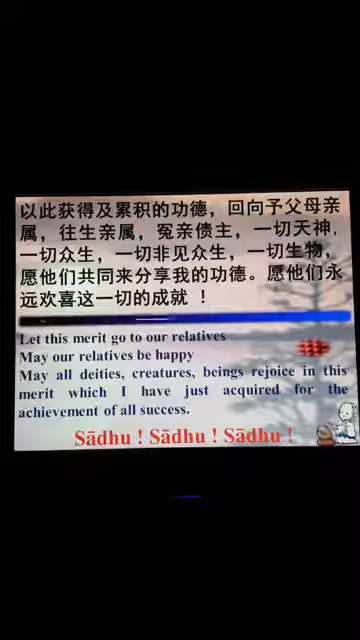 以此获得及累积的功德，回向予父母亲
属，往生亲属，冤亲债主，一切天神，
一切众生，一切非见众生，一切生物，
愿他们共同来分享我的功德。愿他们永
远欢喜这一切的成就 ！
Let this merit go to our relatives
May our relatives be happy
May all deities, creatures, beings rejoice in this
merit which I have just acquired for the
achievement of all success.
Sādhu ! Sādhu ! Sādhu !